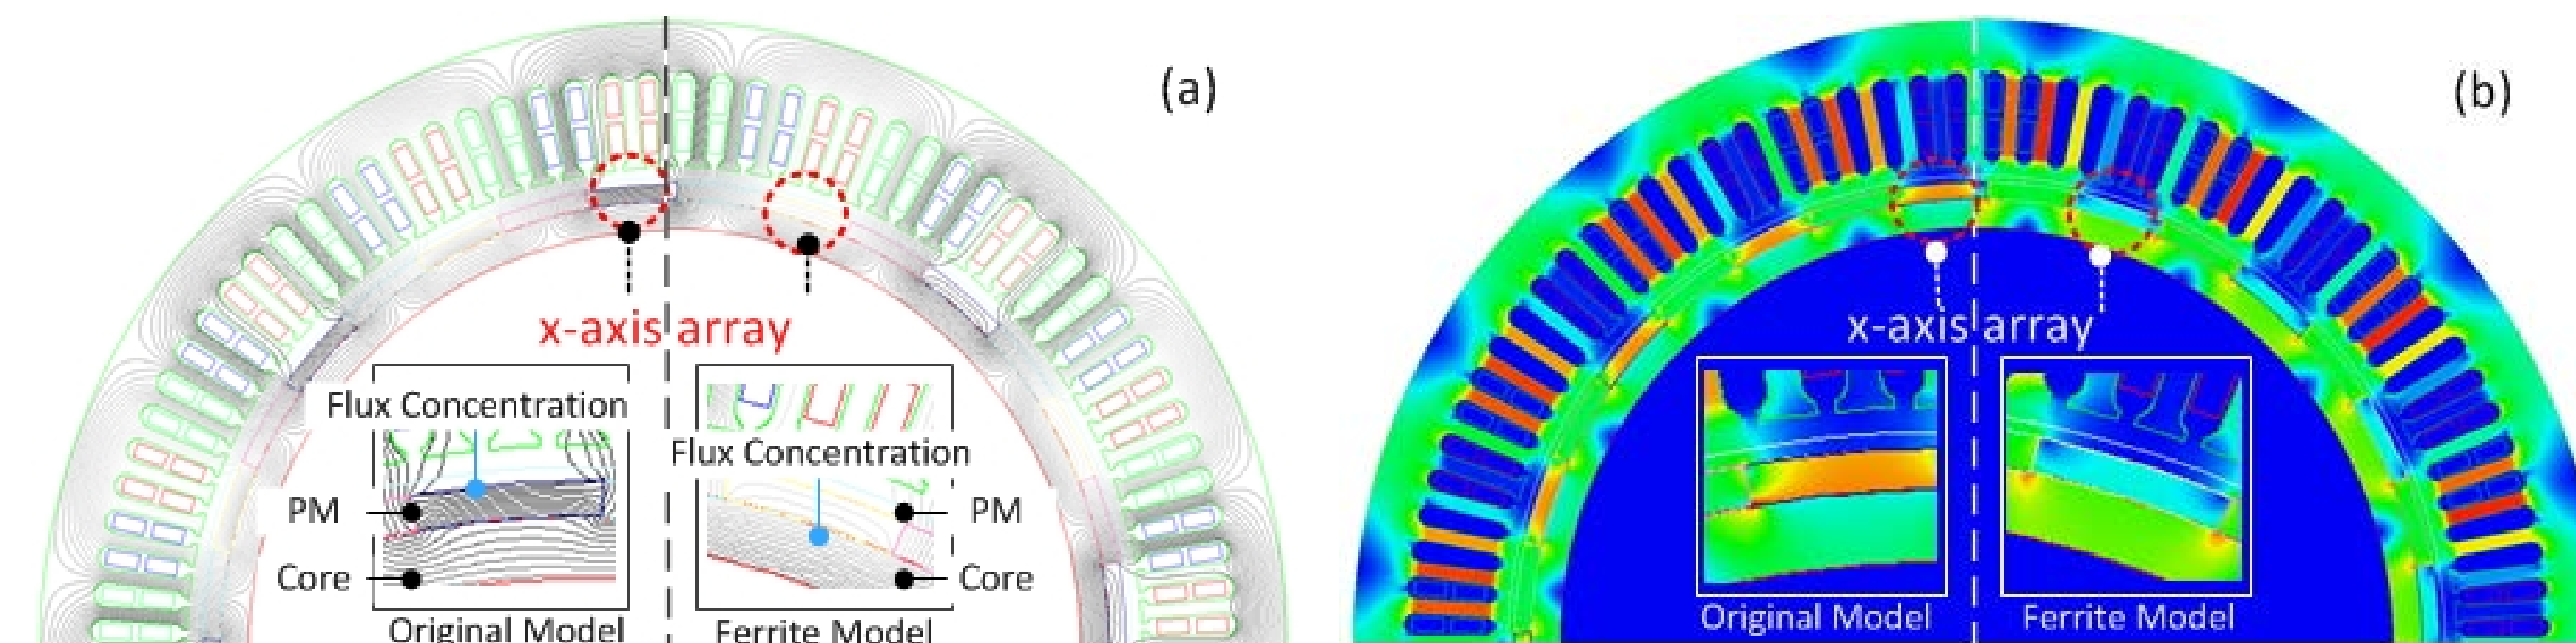 (a)
x-axis array
Flux Concentration
PM
Core
Original Model
Flux Concentration
PM
Core
Ferrite Model
(b)
x-axis array
Original Model
Ferrite Model